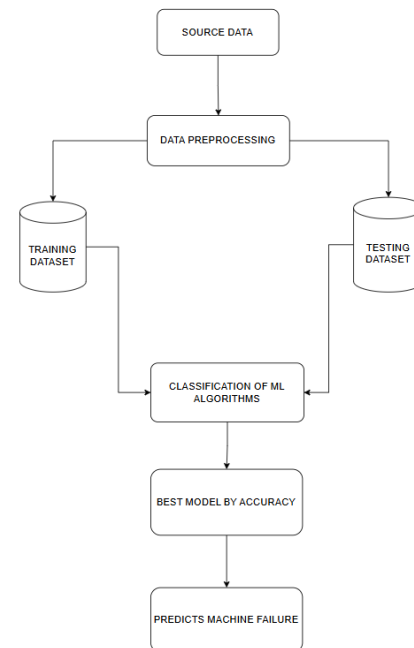 SOURCE DATA
DATA PREPROCESSING
TRAINING
DATASET
TESTING
DATASET
CLASSIFICATION OF ML
ALGORITHMS
BEST MODEL BY ACCURACY
PREDICTS MACHINE FAILURE